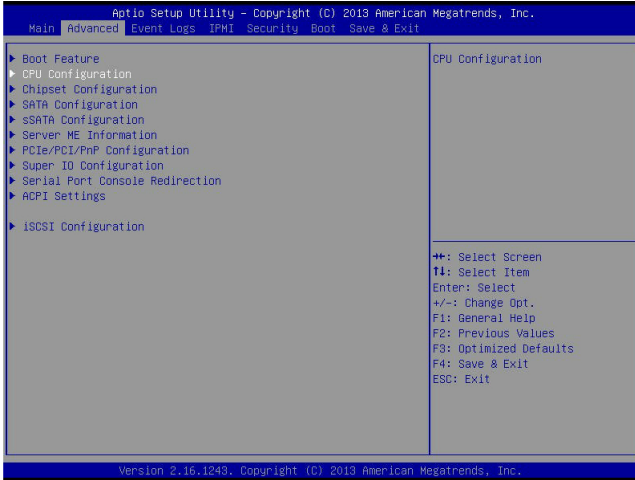 Aptio Setup Utility – Copyright (C) 2013 American Megatrends, Inc.
Main Advanced Event Logs IPMI Security Boot Save & Exit
▶ Boot Feature
▶ CPU Configuration
▶ Chipset Configuration
▶ SATA Configuration
▶ sSATA Configuration
▶ Server ME Information
▶ PCIe/PCI/PnP Configuration
▶ Super IO Configuration
▶ Serial Port Console Redirection
▶ ACPI Settings
▶ iSCSI Configuration
CPU Configuration
→←: Select Screen
↑↓: Select Item
Enter: Select
+/-: Change Opt.
F1: General Help
F2: Previous Values
F3: Optimized Defaults
F4: Save & Exit
ESC: Exit
Version 2.16.1243. Copyright (C) 2013 American Megatrends, Inc.